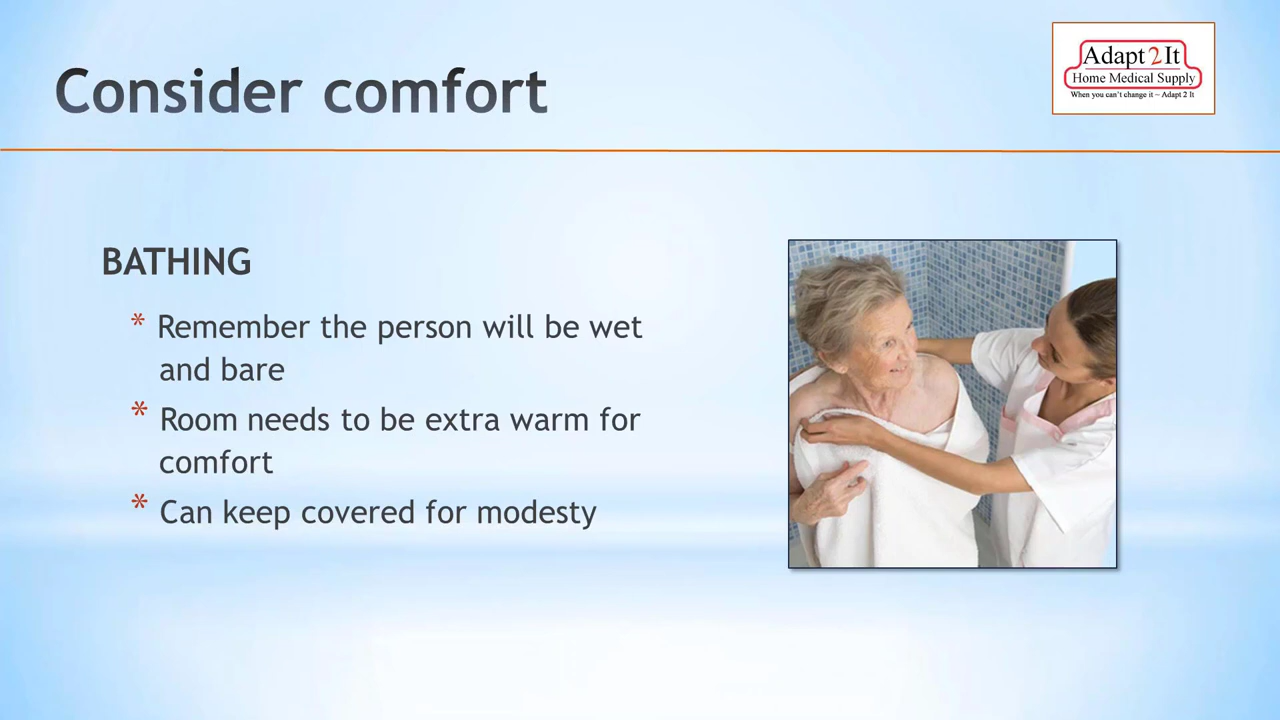 Consider comfort
Adapt 2 It
Home Medical Supply
When you can't change it ~ Adapt 2 It
BATHING
* Remember the person will be wet
and bare
* Room needs to be extra warm for
comfort
* Can keep covered for modesty